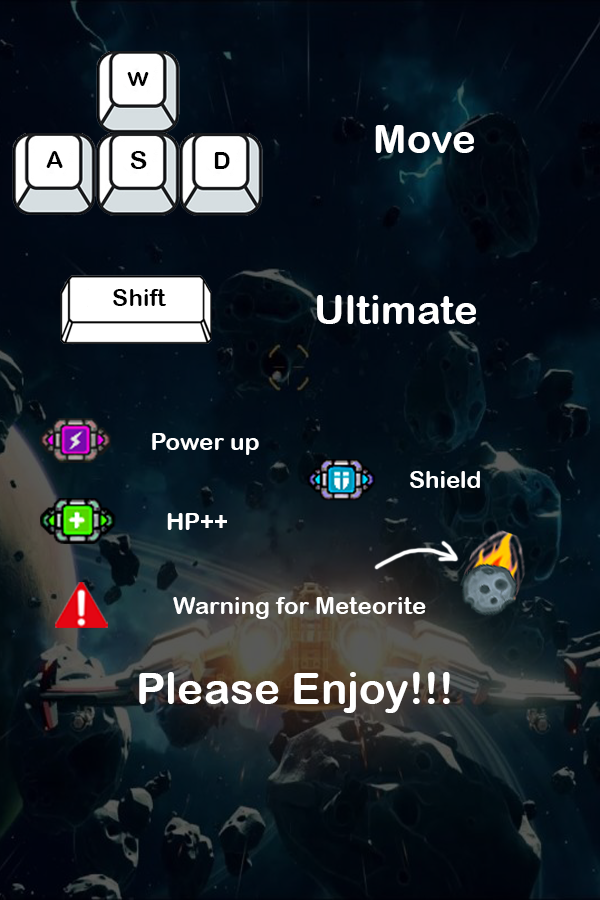 W
A S D
Move
Shift
Ultimate
Power up
Shield
HP++
Warning for Meteorite
Please Enjoy!!!